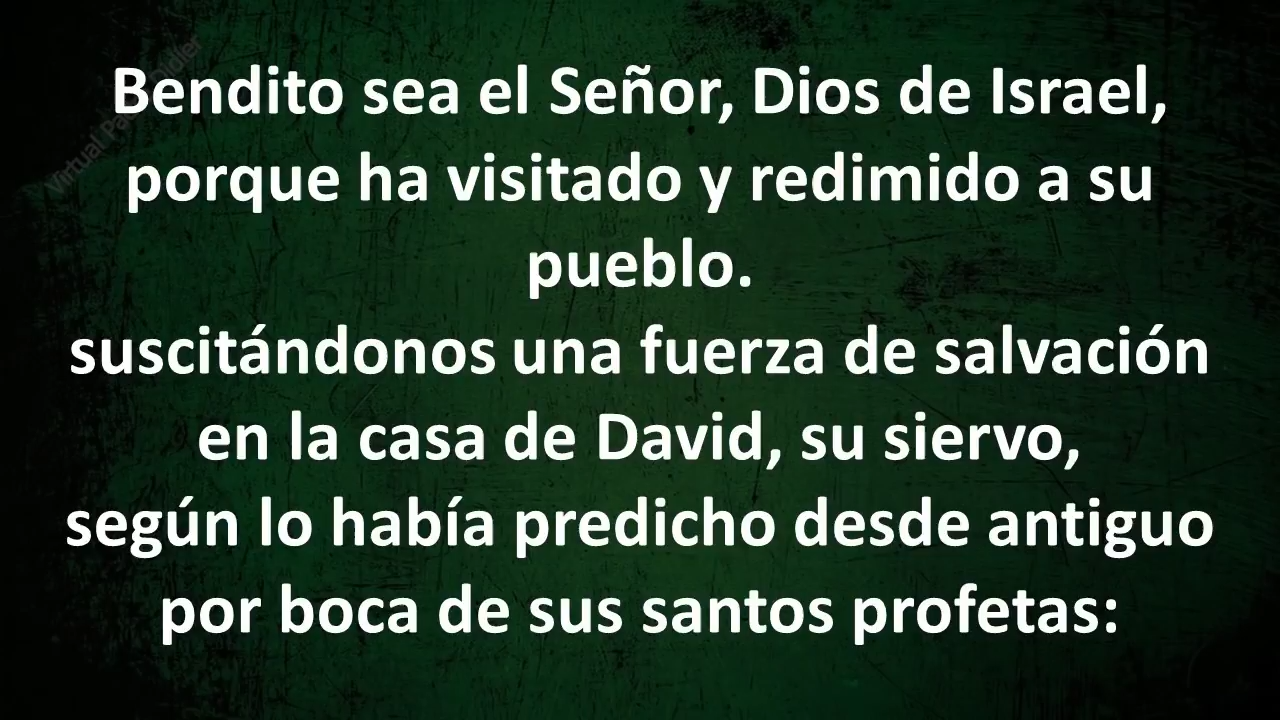 Bendito sea el Señor, Dios de Israel,
porque ha visitado y redimido a su
pueblo.
suscitándonos una fuerza de salvación
en la casa de David, su siervo,
según lo había predicho desde antiguo
por boca de sus santos profetas:
Virtual